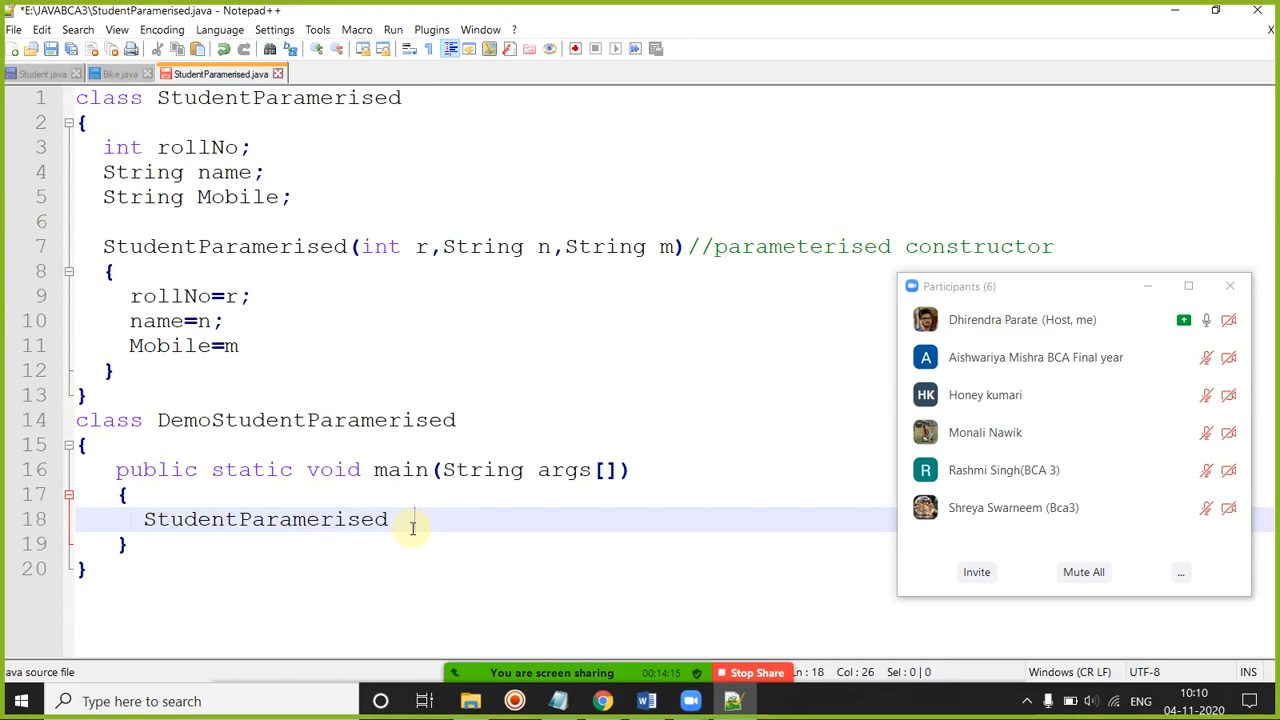 *E:\JAVABCA3\StudentParamerised.java - Notepad++
File Edit Search View Encoding Language Settings Tools Macro Run Plugins Window ? X
Student.java Bike.java StudentParamerised.java
1 class StudentParamerised
2 {
3 int rollNo;
4 String name;
5 String Mobile;
6
7 StudentParamerised(int r,String n,String m)//parameterised constructor
8 {
9 rollNo=r;
10 name=n;
11 Mobile=m
12 }
13 }
14 class DemoStudentParamerised
15 {
16 public static void main(String args[])
17 {
18 StudentParamerised
19 }
20 }
Participants (6)
Dhirendra Parate (Host, me)
A Aishwariya Mishra BCA Final year
HK Honey kumari
Monali Nawik
R Rashmi Singh(BCA 3)
Shreya Swarneem (Bca3)
Invite Mute All ...
ava source file You are screen sharing 00:14:15 Stop Share Ln : 18 Col : 26 Sel : 0 | 0 Windows (CR LF) UTF-8 INS
Type here to search ENG 10:10
04-11-2020